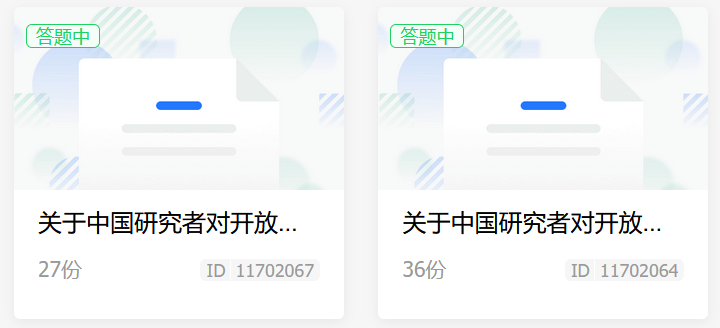 答题中
关于中国研究者对开放...
27份
ID 11702067
答题中
关于中国研究者对开放...
36份
ID 11702064